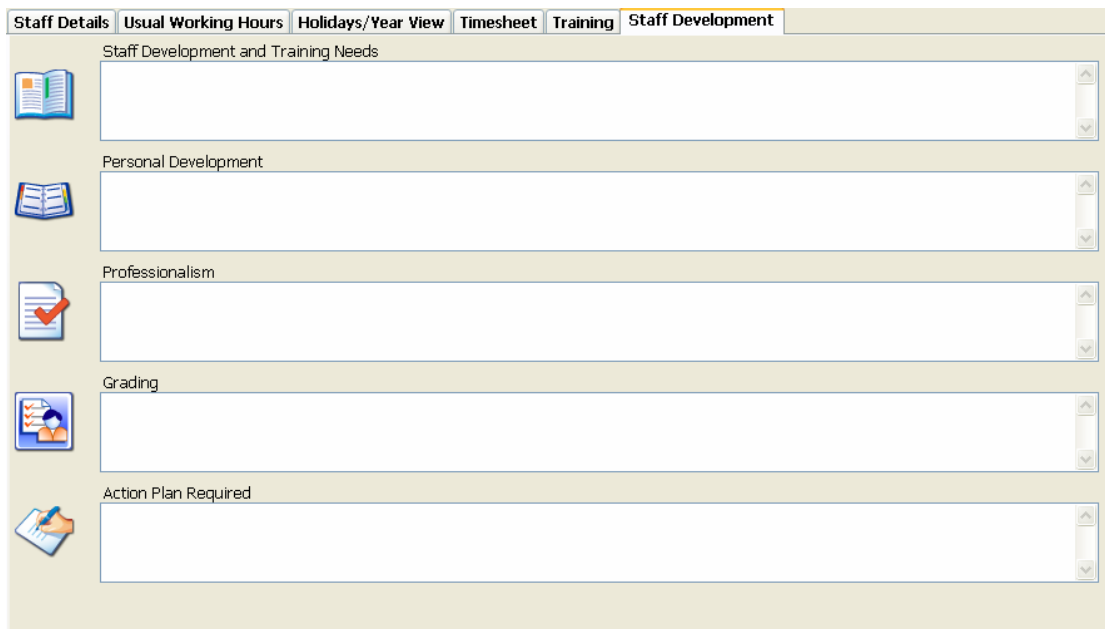 Staff Details Usual Working Hours Holidays/Year View Timesheet Training Staff Development
Staff Development and Training Needs
Personal Development
Professionalism
Grading
Action Plan Required